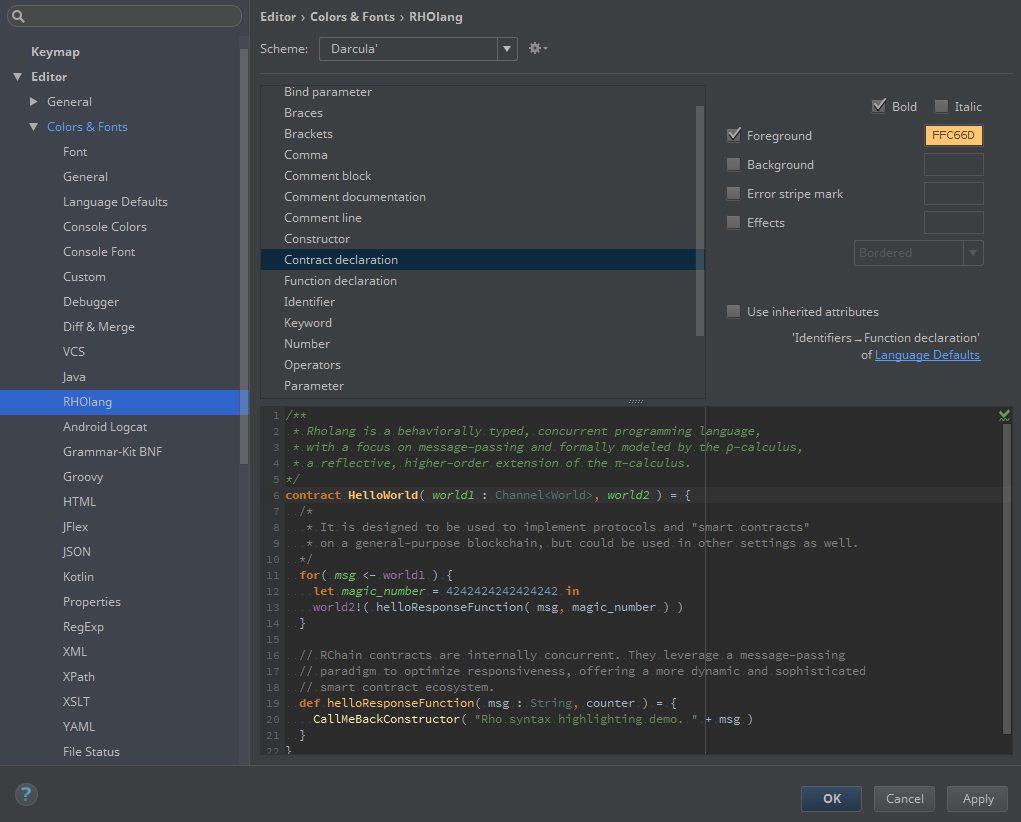 Editor › Colors & Fonts › RHOlang
Scheme: Darcula'
Keymap
Editor
General
Colors & Fonts
Font
General
Language Defaults
Console Colors
Console Font
Custom
Debugger
Diff & Merge
VCS
Java
RHOlang
Android Logcat
Grammar-Kit BNF
Groovy
HTML
JFlex
JSON
Kotlin
Properties
RegExp
XML
XPath
XSLT
YAML
File Status
Bind parameter
Braces
Brackets
Comma
Comment block
Comment documentation
Comment line
Constructor
Contract declaration
Function declaration
Identifier
Keyword
Number
Operators
Parameter
Bold Italic
Foreground FFC66D
Background
Error stripe mark
Effects
Bordered
Use inherited attributes
'Identifiers→Function declaration'
of Language Defaults
1 /**
2 * Rholang is a behaviorally typed, concurrent programming language,
3 * with a focus on message-passing and formally modeled by the ρ-calculus,
4 * a reflective, higher-order extension of the π-calculus.
5 */
6 contract HelloWorld( world1 : Channel<World>, world2 ) = {
7 /*
8 * It is designed to be used to implement protocols and "smart contracts"
9 * on a general-purpose blockchain, but could be used in other settings as well.
10 */
11 for( msg <- world1 ) {
12 let magic_number = 4242424242424242 in
13 world2!( helloResponseFunction( msg, magic_number ) )
14 }
15
16 // RChain contracts are internally concurrent. They leverage a message-passing
17 // paradigm to optimize responsiveness, offering a more dynamic and sophisticated
18 // smart contract ecosystem.
19 def helloResponseFunction( msg : String, counter ) = {
20 CallMeBackConstructor( "Rho syntax highlighting demo. " + msg )
21 }
22 }
?
OK Cancel Apply